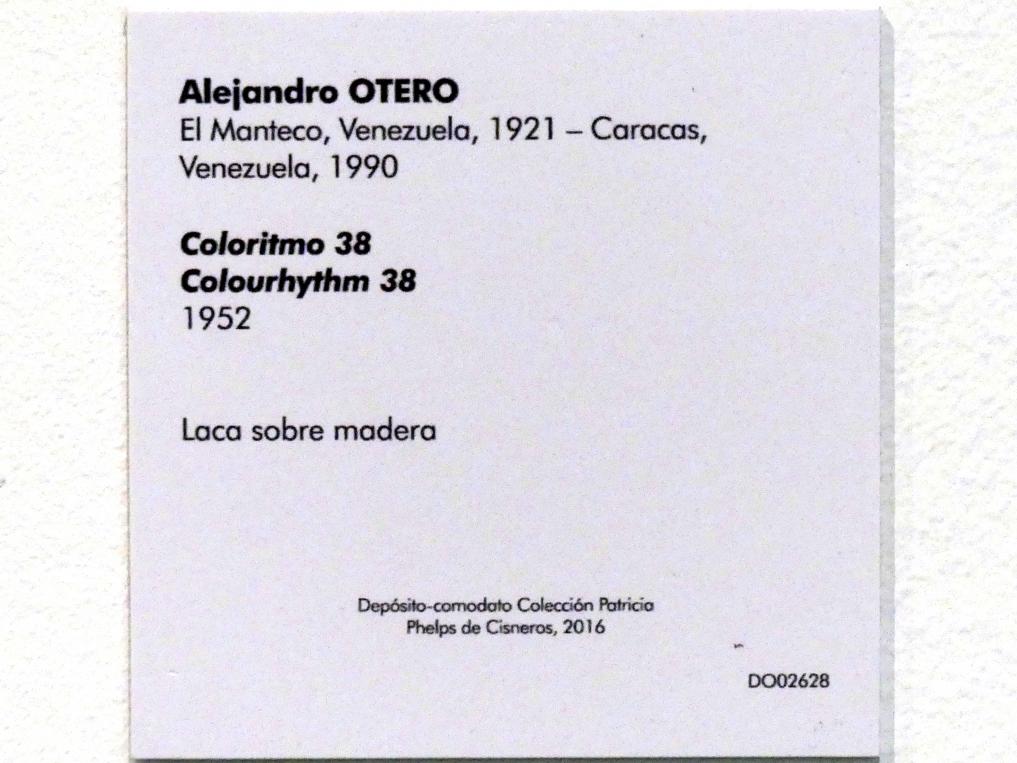 Alejandro OTERO
El Manteco, Venezuela, 1921 – Caracas,
Venezuela, 1990
Coloritmo 38
Colourhythm 38
1952
Laca sobre madera
Depósito-comodato Colección Patricia
Phelps de Cisneros, 2016
DO02628